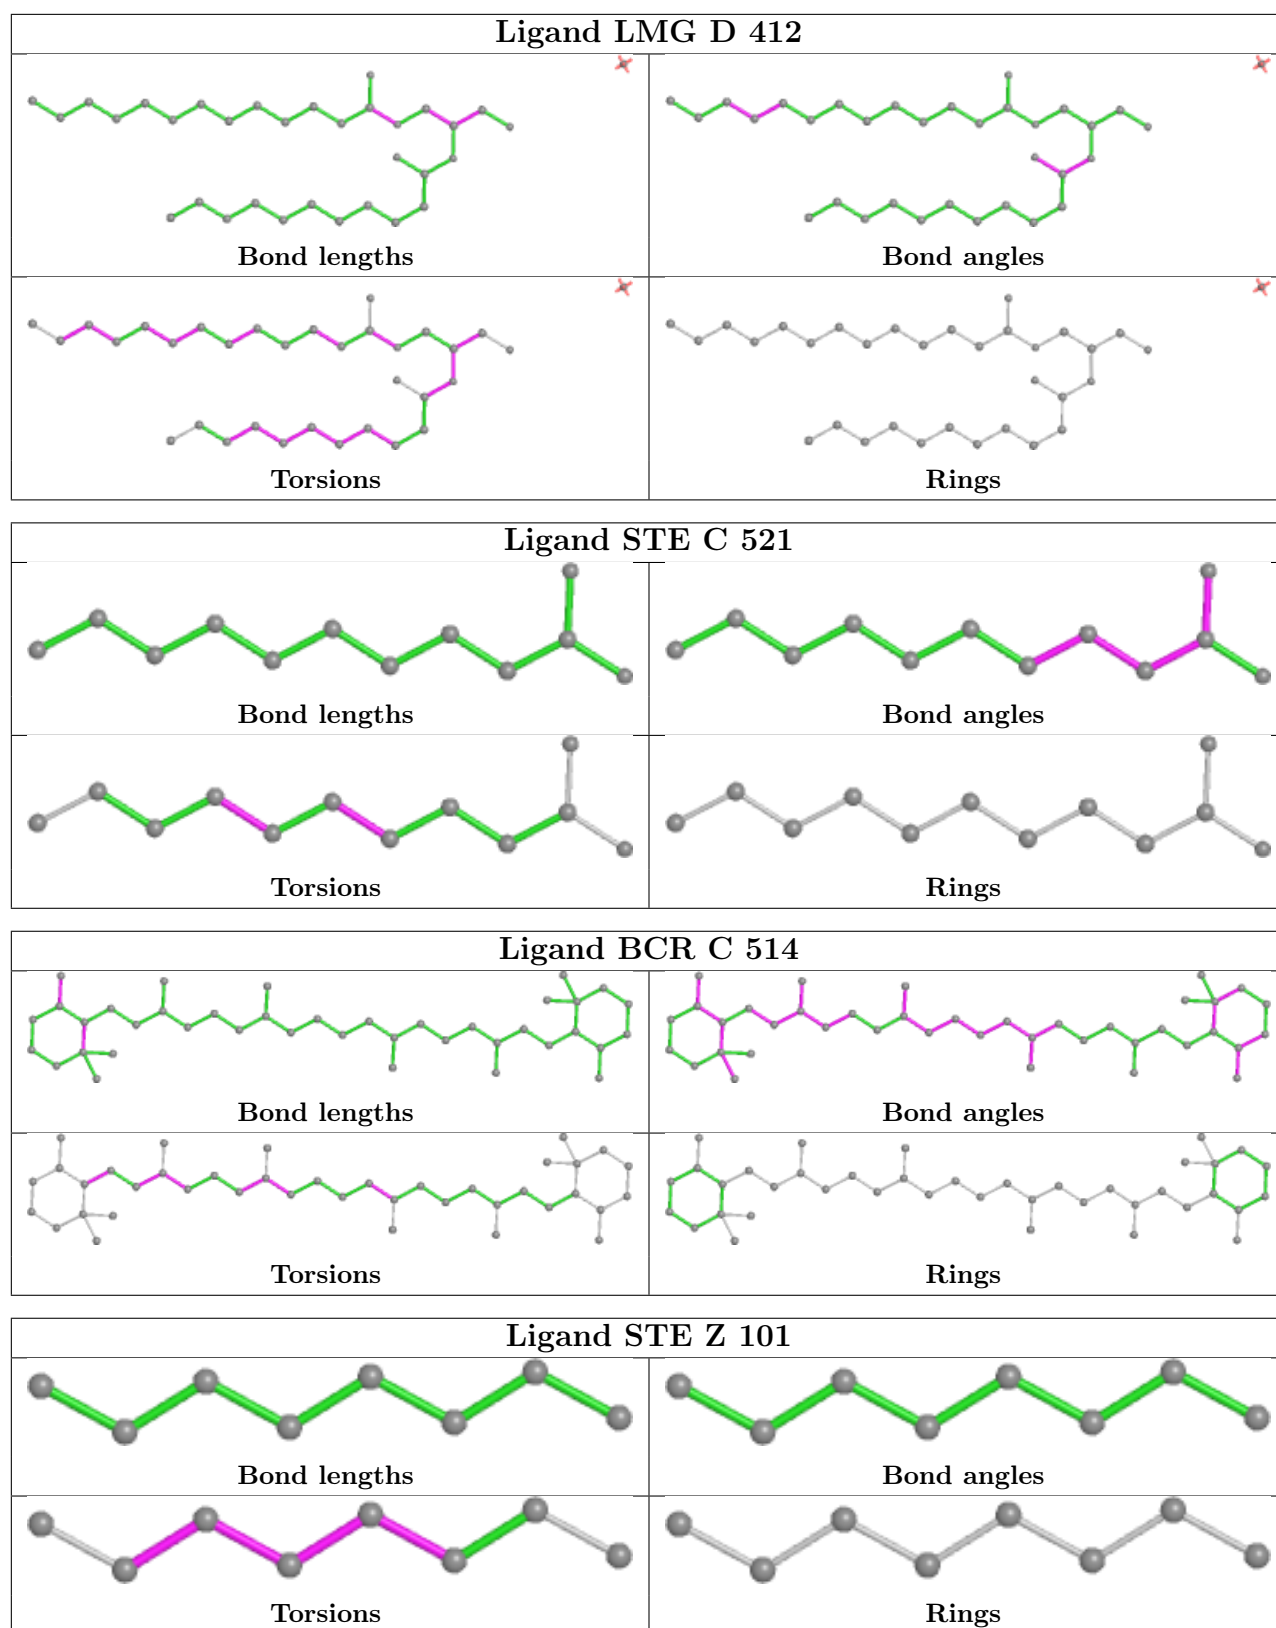 Ligand LMG D 412
Bond lengths
Bond angles
Torsions
Rings
Ligand STE C 521
Bond lengths
Bond angles
Torsions
Rings
Ligand BCR C 514
Bond lengths
Bond angles
Torsions
Rings
Ligand STE Z 101
Bond lengths
Bond angles
Torsions
Rings